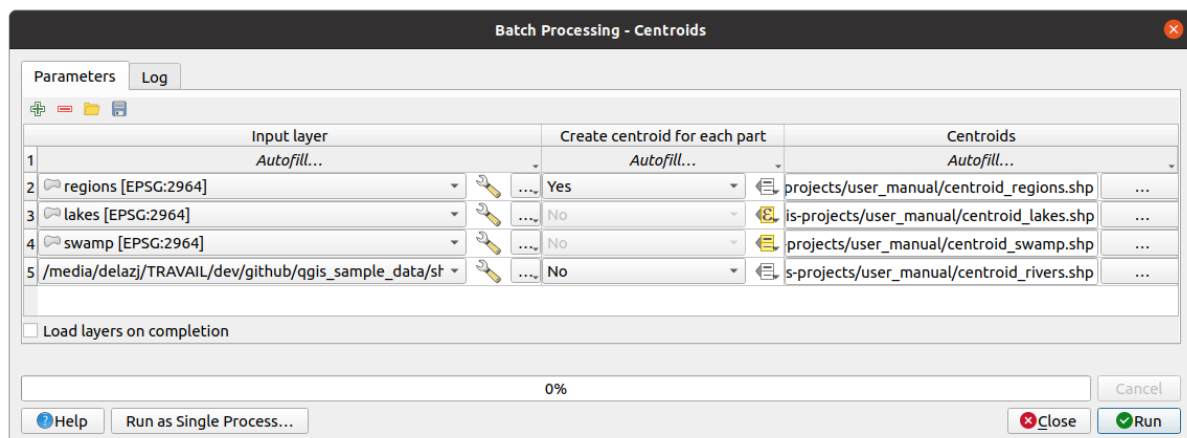 Batch Processing - Centroids
Parameters Log
Input layer Create centroid for each part Centroids
1 Autofill... Autofill... Autofill...
2 regions [EPSG:2964] ... Yes projects/user_manual/centroid_regions.shp ...
3 lakes [EPSG:2964] ... No is-projects/user_manual/centroid_lakes.shp ...
4 swamp [EPSG:2964] ... No projects/user_manual/centroid_swamp.shp ...
5 /media/delazj/TRAVAIL/dev/github/qgis_sample_data/sh ... No s-projects/user_manual/centroid_rivers.shp ...
Load layers on completion
0% Cancel
Help Run as Single Process... Close Run